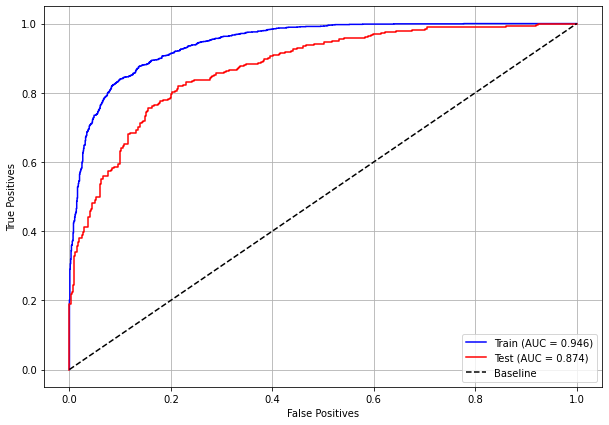 1.0
0.8
0.6
0.4
0.2
0.0
True Positives
Train (AUC = 0.946)
Test (AUC = 0.874)
Baseline
0.0 0.2 0.4 0.6 0.8 1.0
False Positives